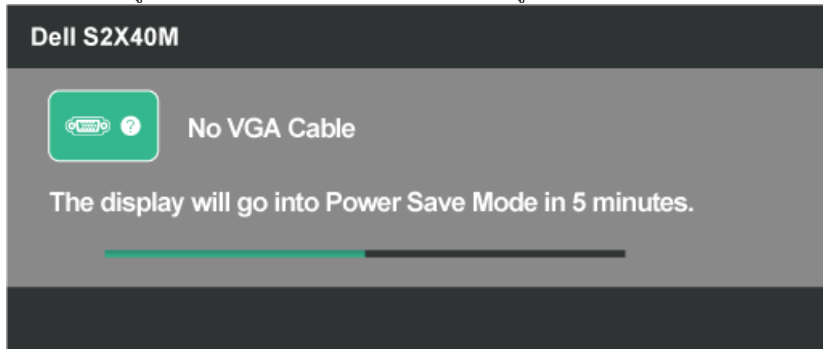 Dell S2X40M
? No VGA Cable
The display will go into Power Save Mode in 5 minutes.